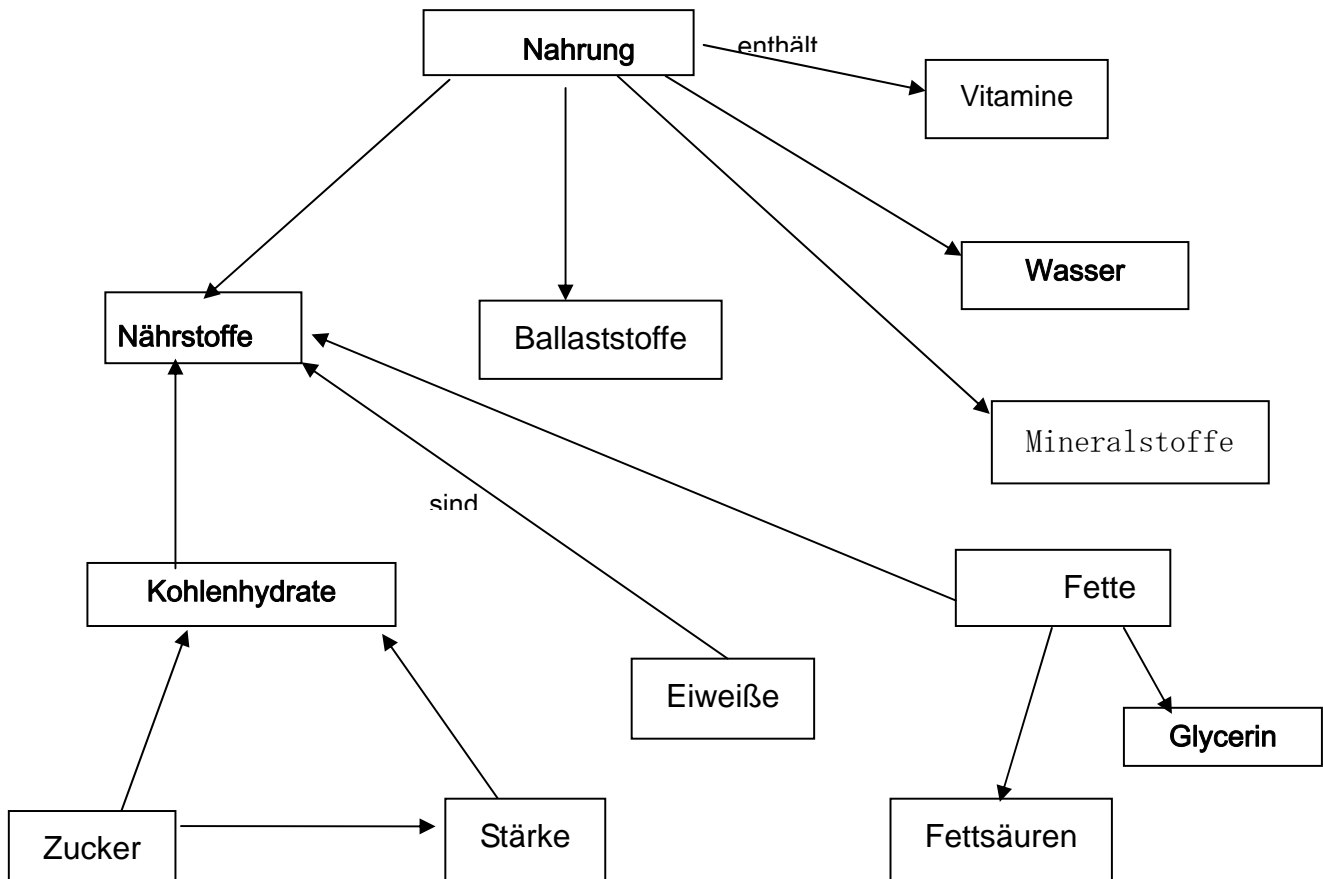 Nahrung
enthält
Vitamine
Wasser
Nährstoffe
Ballaststoffe
Mineralstoffe
sind
Kohlenhydrate
Fette
Eiweiße
Glycerin
Zucker
Stärke
Fettsäuren